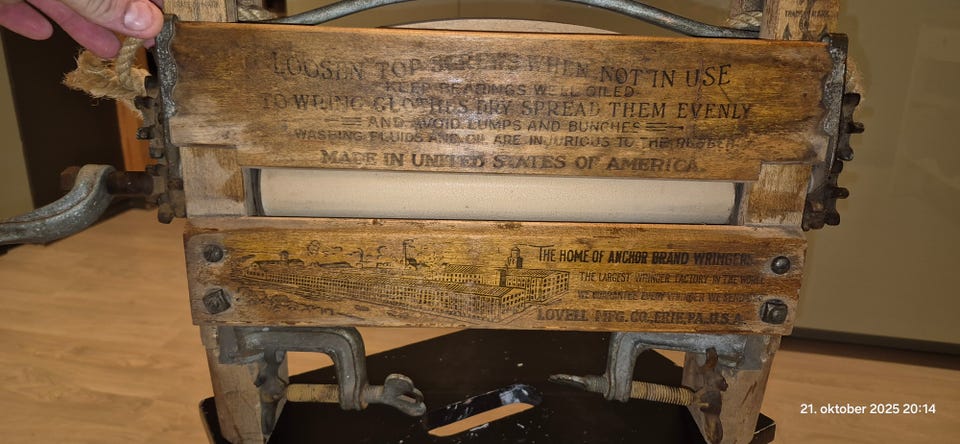 TRADE MARK
LOOSEN TOP SCREWS WHEN NOT IN USE
KEEP BEARINGS WELL OILED
TO WRING CLOTHES DRY SPREAD THEM EVENLY
AND AVOID LUMPS AND BUNCHES
WASHING FLUIDS AND OIL ARE INJURIOUS TO THE RUBBER
MADE IN UNITED STATES OF AMERICA
THE HOME OF ANCHOR BRAND WRINGERS
THE LARGEST WRINGER FACTORY IN THE WORLD
WE GUARANTEE EVERY WRINGER WE SEND
LOVELL MFG. CO. ERIE, PA. U.S.A.
21. oktober 2025 20:14